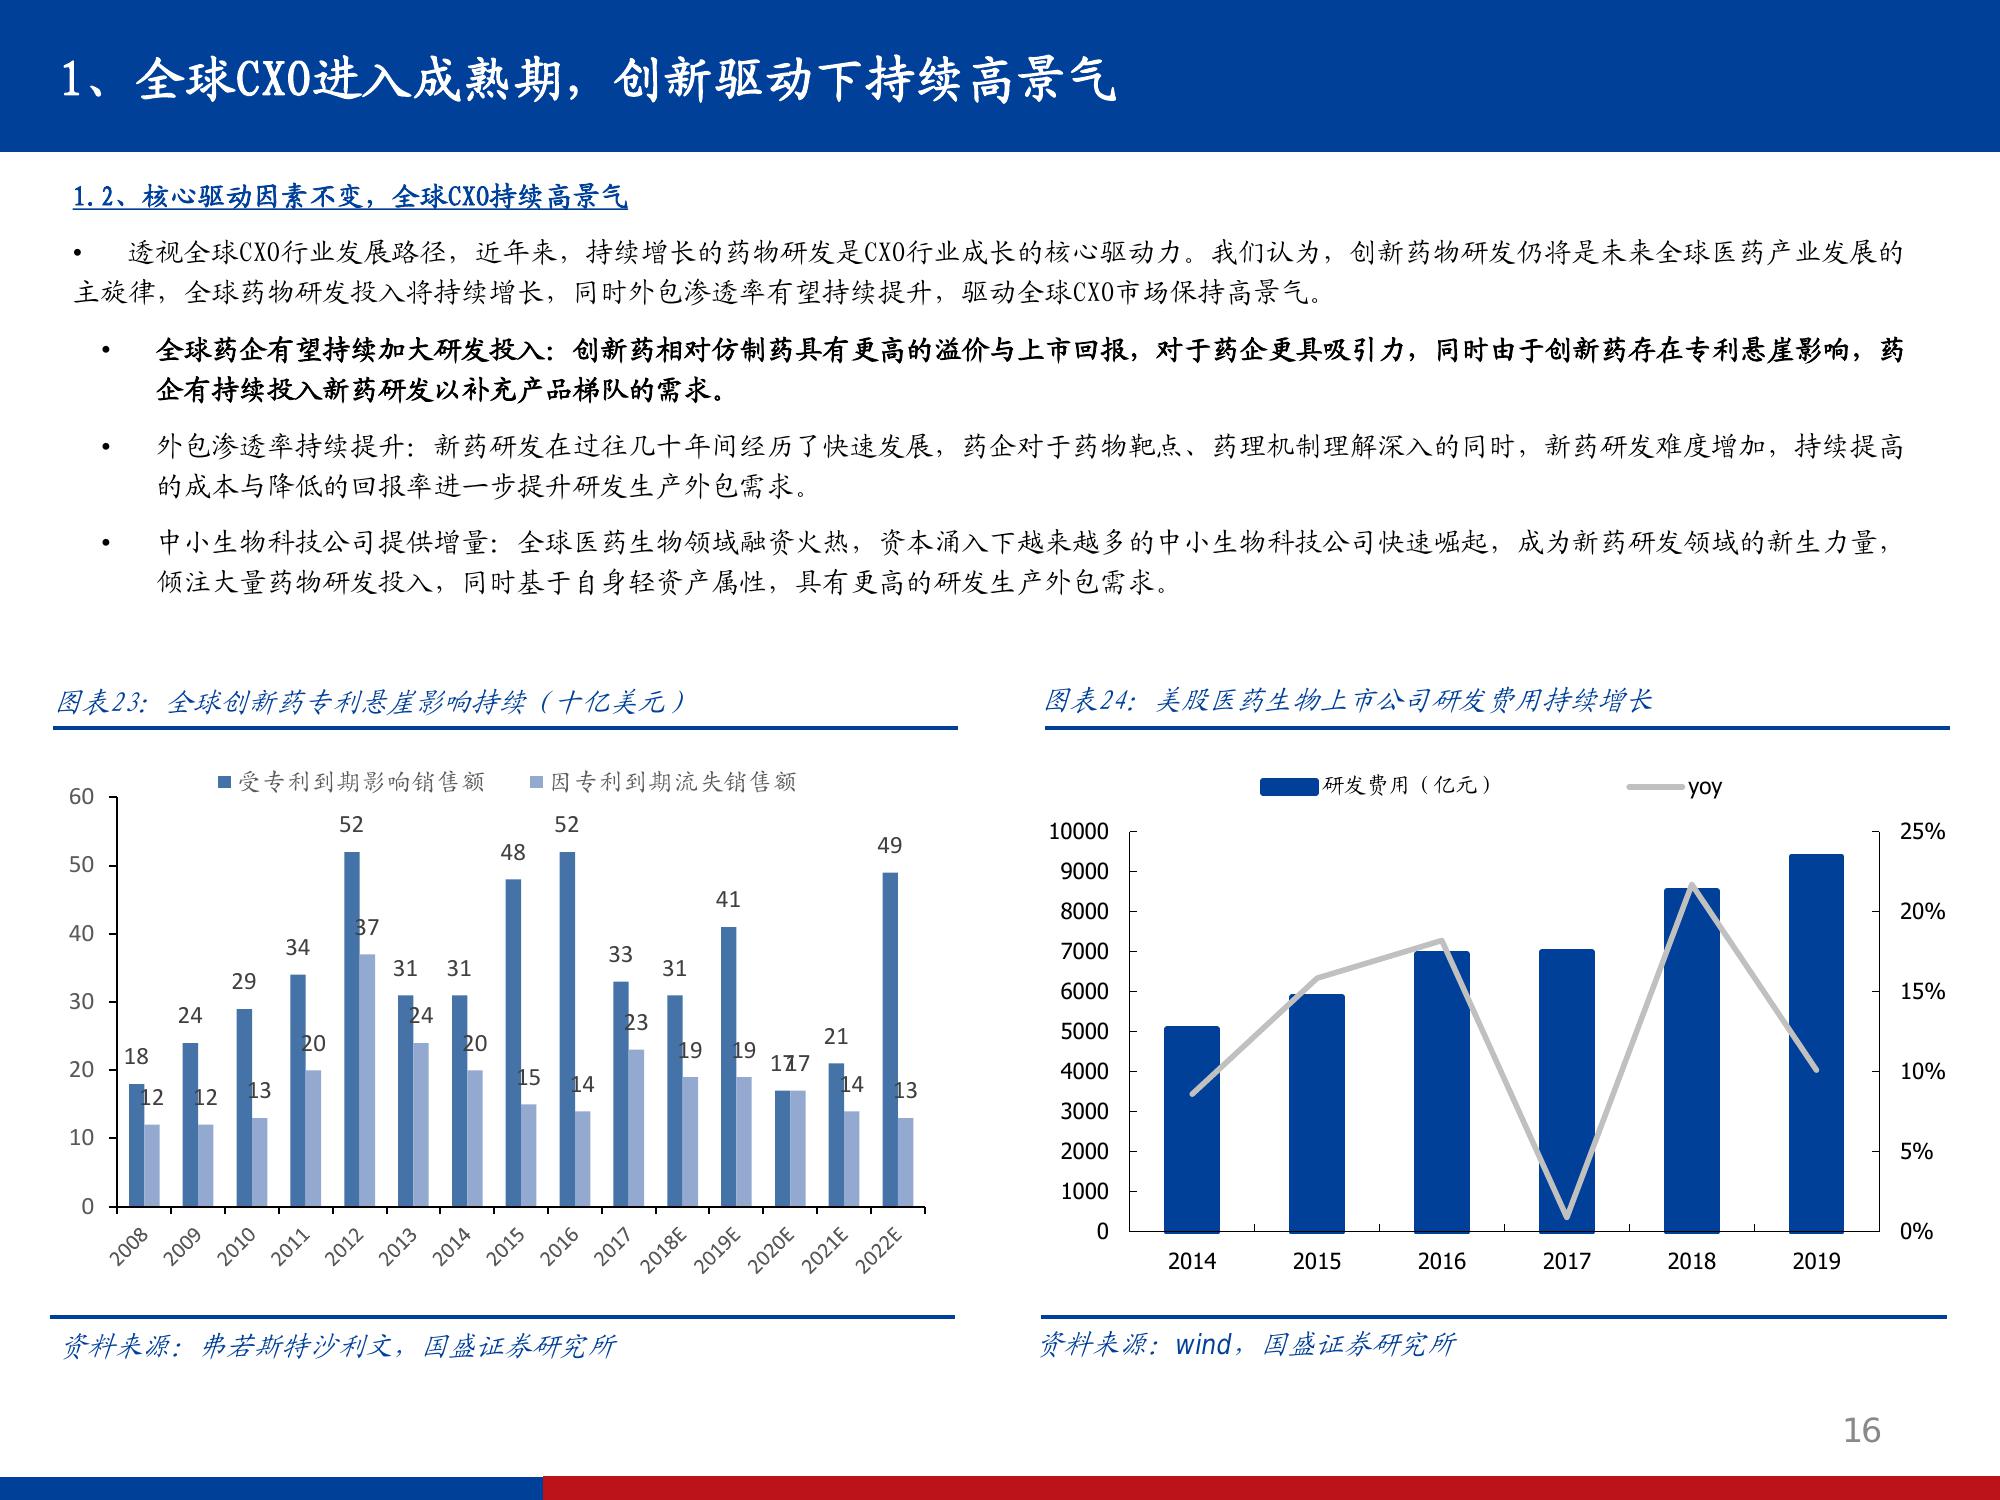 1、全球CXO进入成熟期，创新驱动下持续高景气
1.2、核心驱动因素不变，全球CXO持续高景气
• 透视全球CXO行业发展路径，近年来，持续增长的药物研发是CXO行业成长的核心驱动力。我们认为，创新药物研发仍将是未来全球医药产业发展的
主旋律，全球药物研发投入将持续增长，同时外包渗透率有望持续提升，驱动全球CXO市场保持高景气。
• 全球药企有望持续加大研发投入：创新药相对仿制药具有更高的溢价与上市回报，对于药企更具吸引力，同时由于创新药存在专利悬崖影响，药
企有持续投入新药研发以补充产品梯队的需求。
• 外包渗透率持续提升：新药研发在过往几十年间经历了快速发展，药企对于药物靶点、药理机制理解深入的同时，新药研发难度增加，持续提高
的成本与降低的回报率进一步提升研发生产外包需求。
• 中小生物科技公司提供增量：全球医药生物领域融资火热，资本涌入下越来越多的中小生物科技公司快速崛起，成为新药研发领域的新生力量，
倾注大量药物研发投入，同时基于自身轻资产属性，具有更高的研发生产外包需求。
图表23：全球创新药专利悬崖影响持续（十亿美元）
受专利到期影响销售额 因专利到期流失销售额
60
50
40
30
20
10
0
18 24 29 34 52 31 31 48 52 33 31 41 17 21 49
12 12 13 20 37 24 20 15 14 23 19 19 17 14 13
2008 2009 2010 2011 2012 2013 2014 2015 2016 2017 2018E 2019E 2020E 2021E 2022E
资料来源：弗若斯特沙利文，国盛证券研究所
图表24：美股医药生物上市公司研发费用持续增长
研发费用（亿元） yoy
10000
9000
8000
7000
6000
5000
4000
3000
2000
1000
0
25%
20%
15%
10%
5%
0%
2014 2015 2016 2017 2018 2019
资料来源：wind，国盛证券研究所
16